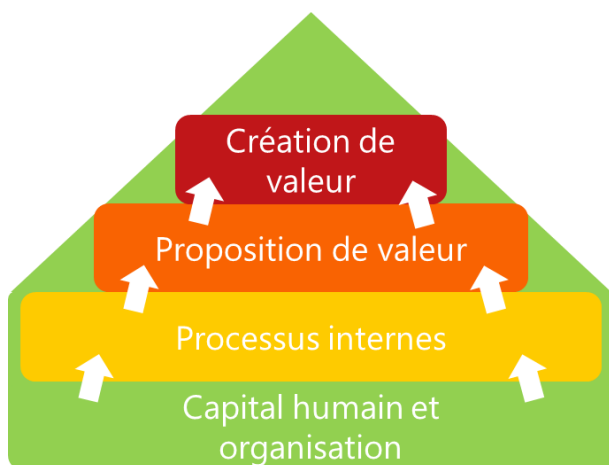 Création de
valeur
Proposition de valeur
Processus internes
Capital humain et
organisation